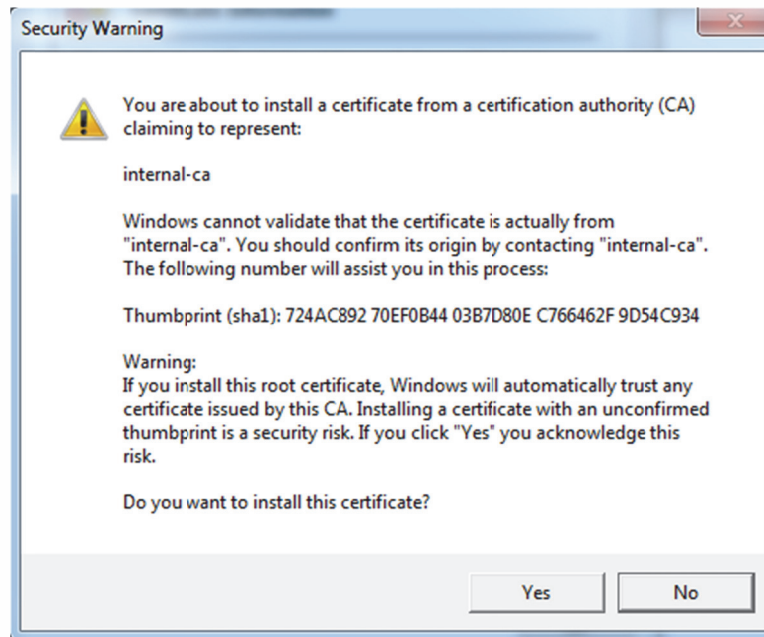 Security Warning
You are about to install a certificate from a certification authority (CA)
claiming to represent:
internal-ca
Windows cannot validate that the certificate is actually from
"internal-ca". You should confirm its origin by contacting "internal-ca".
The following number will assist you in this process:
Thumbprint (sha1): 724AC892 70EF0B44 03B7D80E C766462F 9D54C934
Warning:
If you install this root certificate, Windows will automatically trust any
certificate issued by this CA. Installing a certificate with an unconfirmed
thumbprint is a security risk. If you click "Yes" you acknowledge this
risk.
Do you want to install this certificate?
Yes No